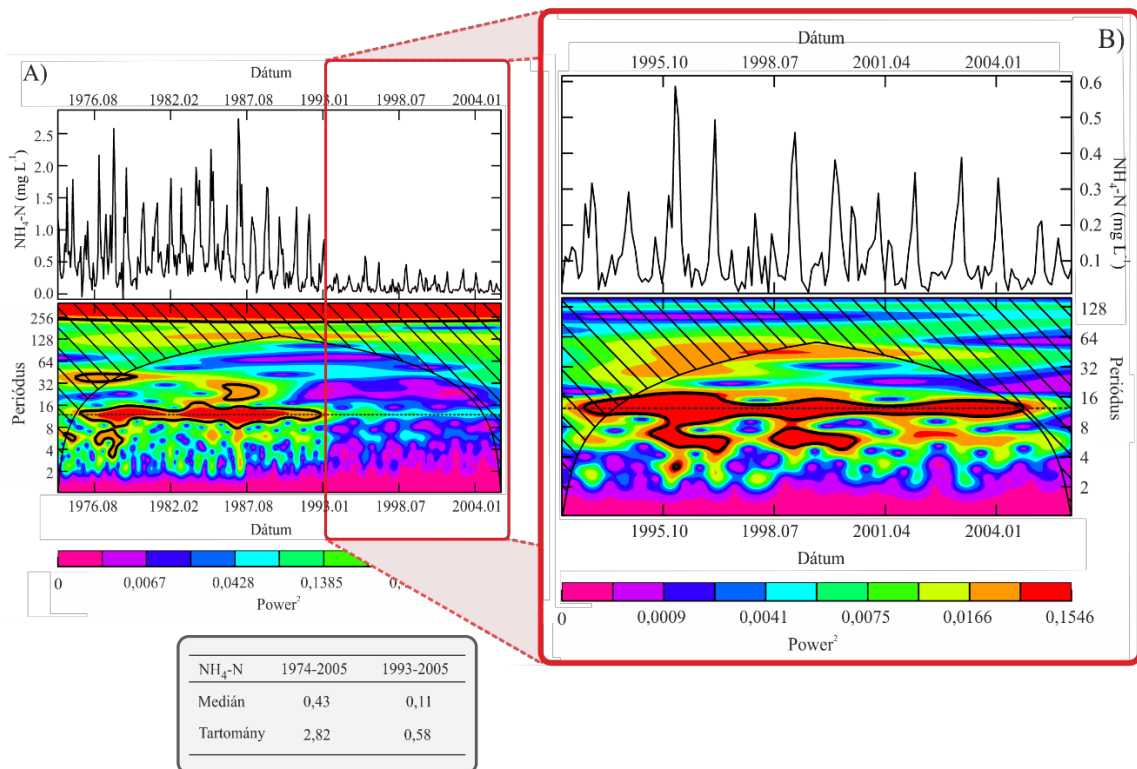 A)
Dátum
1976.08 1982.02 1987.08 1993.01 1998.07 2004.01
NH₄-N (mg L⁻¹)
2.5
2.0
1.5
1.0
0.5
0.0
Periódus
256
128
64
32
16
8
4
2
1976.08 1982.02 1987.08 1993.01 1998.07 2004.01
Dátum
0 0,0067 0,0428 0,1385
Power²
B)
Dátum
1995.10 1998.07 2001.04 2004.01
0.6
0.5
0.4
0.3
0.2
0.1
NH₄-N (mg L⁻¹)
128
64
32
16
8
4
2
Periódus
1995.10 1998.07 2001.04 2004.01
Dátum
0 0,0009 0,0041 0,0075 0,0166 0,1546
Power²
NH₄-N 1974-2005 1993-2005
Medián 0,43 0,11
Tartomány 2,82 0,58